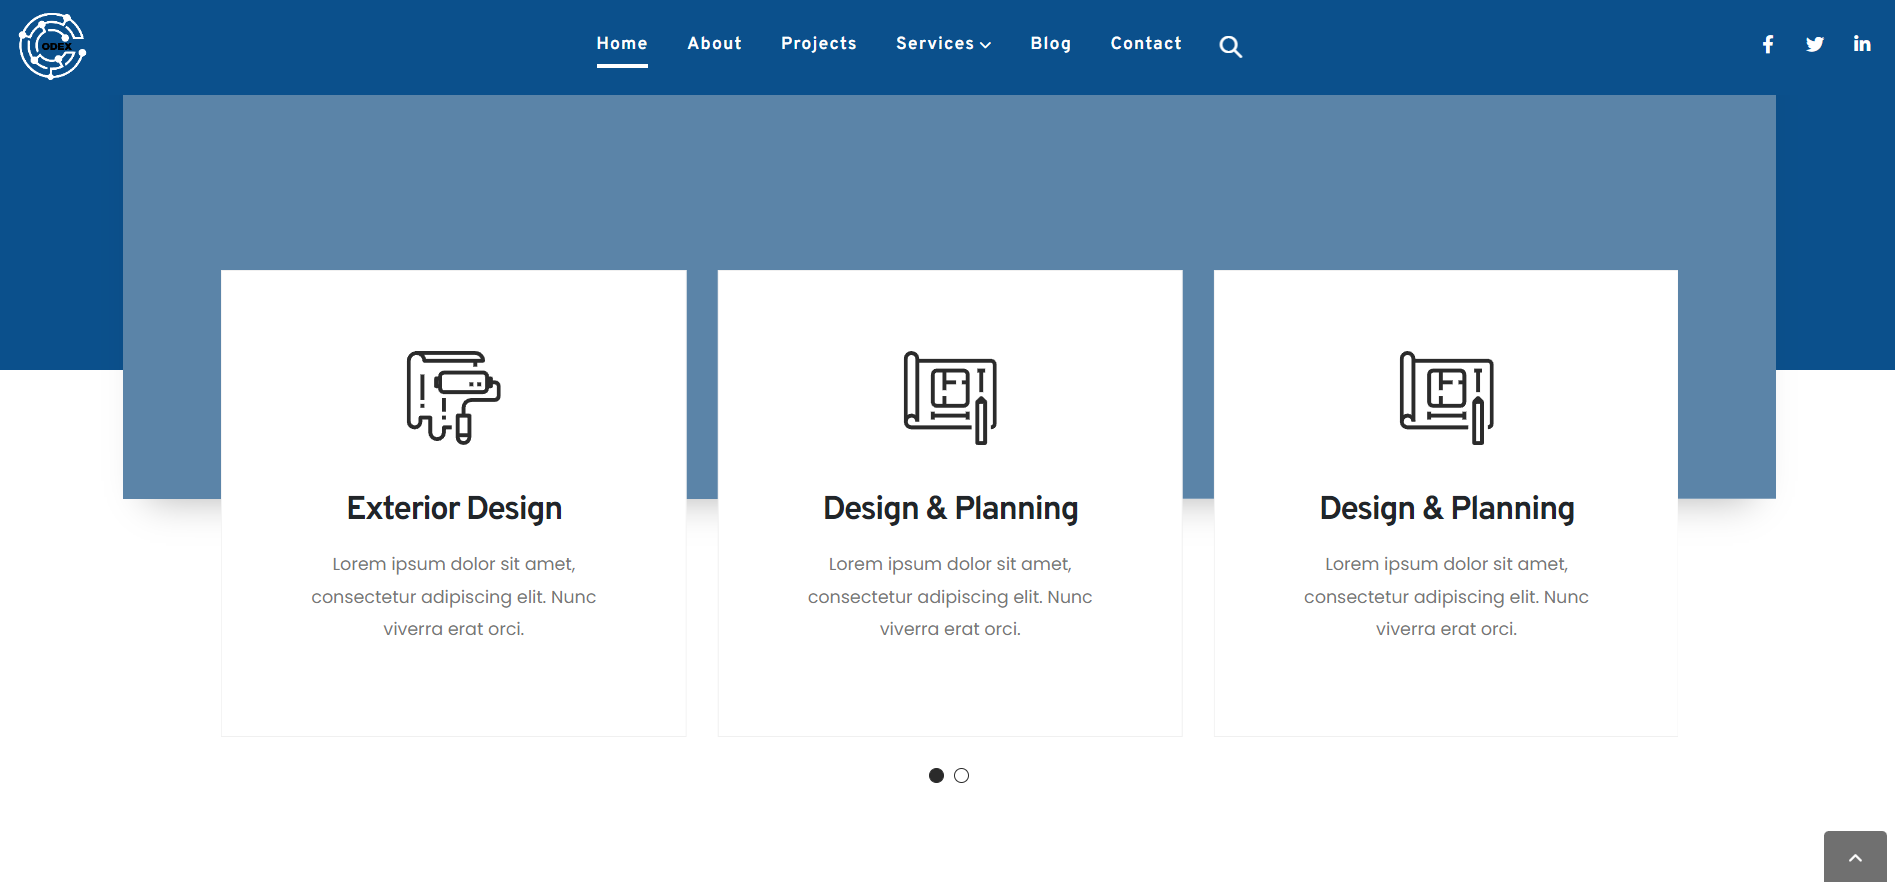 ODEX
Home About Projects Services Blog Contact
Exterior Design
Lorem ipsum dolor sit amet,
consectetur adipiscing elit. Nunc
viverra erat orci.
Design & Planning
Lorem ipsum dolor sit amet,
consectetur adipiscing elit. Nunc
viverra erat orci.
Design & Planning
Lorem ipsum dolor sit amet,
consectetur adipiscing elit. Nunc
viverra erat orci.